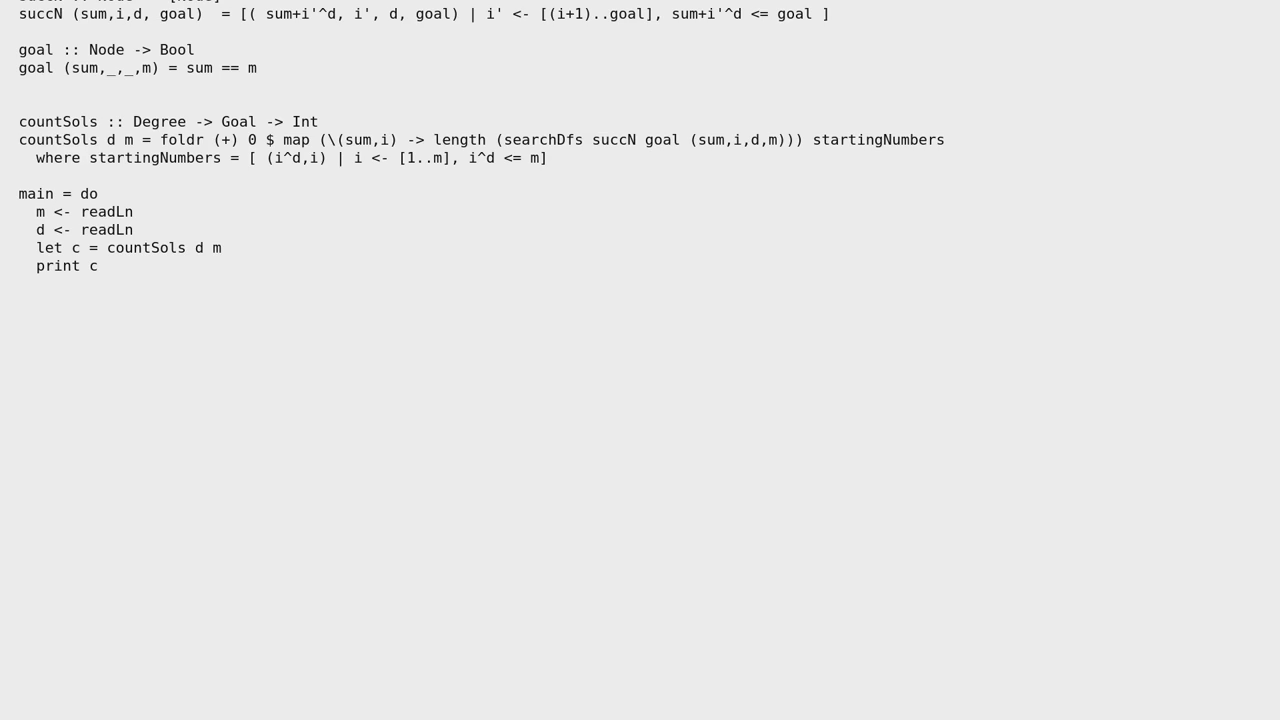 succN (sum,i,d, goal)  = [( sum+i'^d, i', d, goal) | i' <- [(i+1)..goal], sum+i'^d <= goal ]

goal :: Node -> Bool
goal (sum,_,_,m) = sum == m


countSols :: Degree -> Goal -> Int
countSols d m = foldr (+) 0 $ map (\(sum,i) -> length (searchDfs succN goal (sum,i,d,m))) startingNumbers
  where startingNumbers = [ (i^d,i) | i <- [1..m], i^d <= m]

main = do
  m <- readLn
  d <- readLn
  let c = countSols d m
  print c